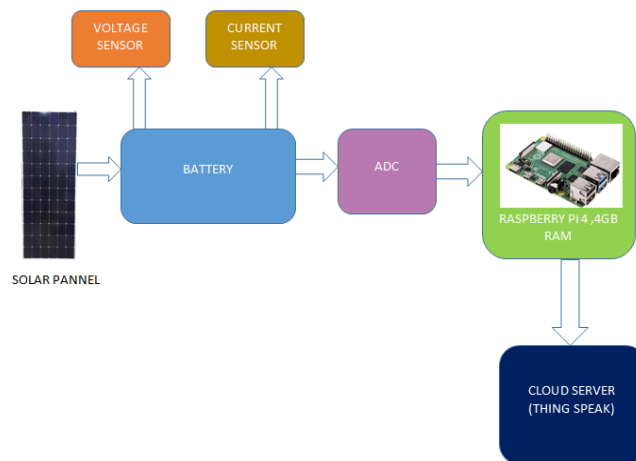 VOLTAGE
SENSOR
CURRENT
SENSOR
BATTERY
ADC
RASPBERRY Pi 4 ,4GB
RAM
SOLAR PANNEL
CLOUD SERVER
(THING SPEAK)